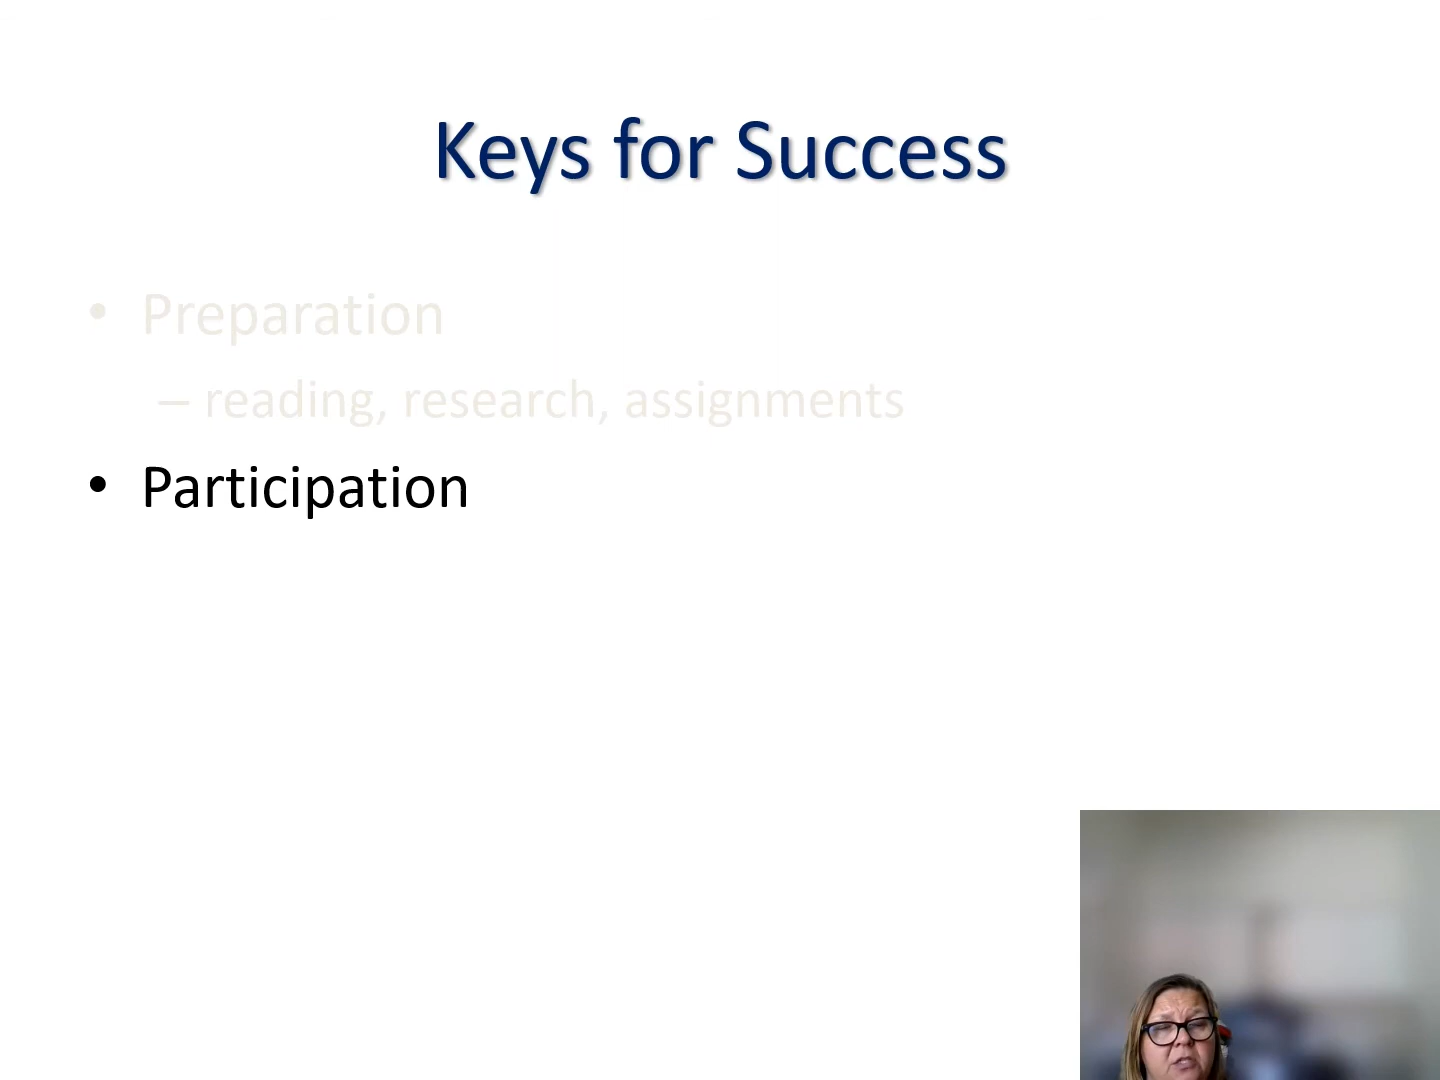 Keys for Success
• Preparation
– reading, research, assignments
• Participation